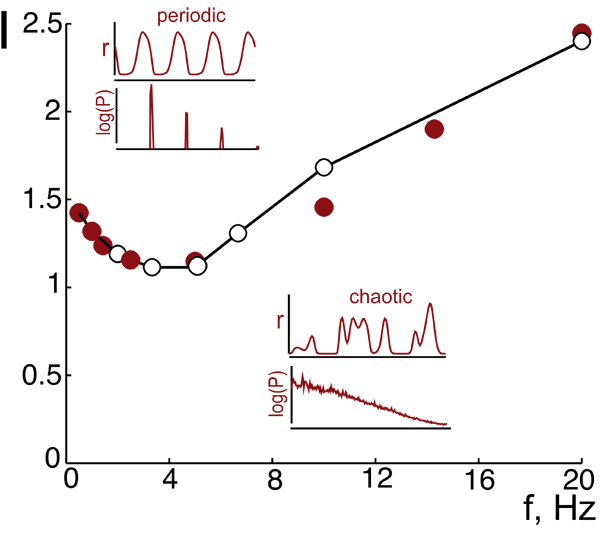 I
2.5
2
1.5
1
0.5
0
periodic
r
log(P)
chaotic
r
log(P)
0 4 8 12 16 20
f, Hz